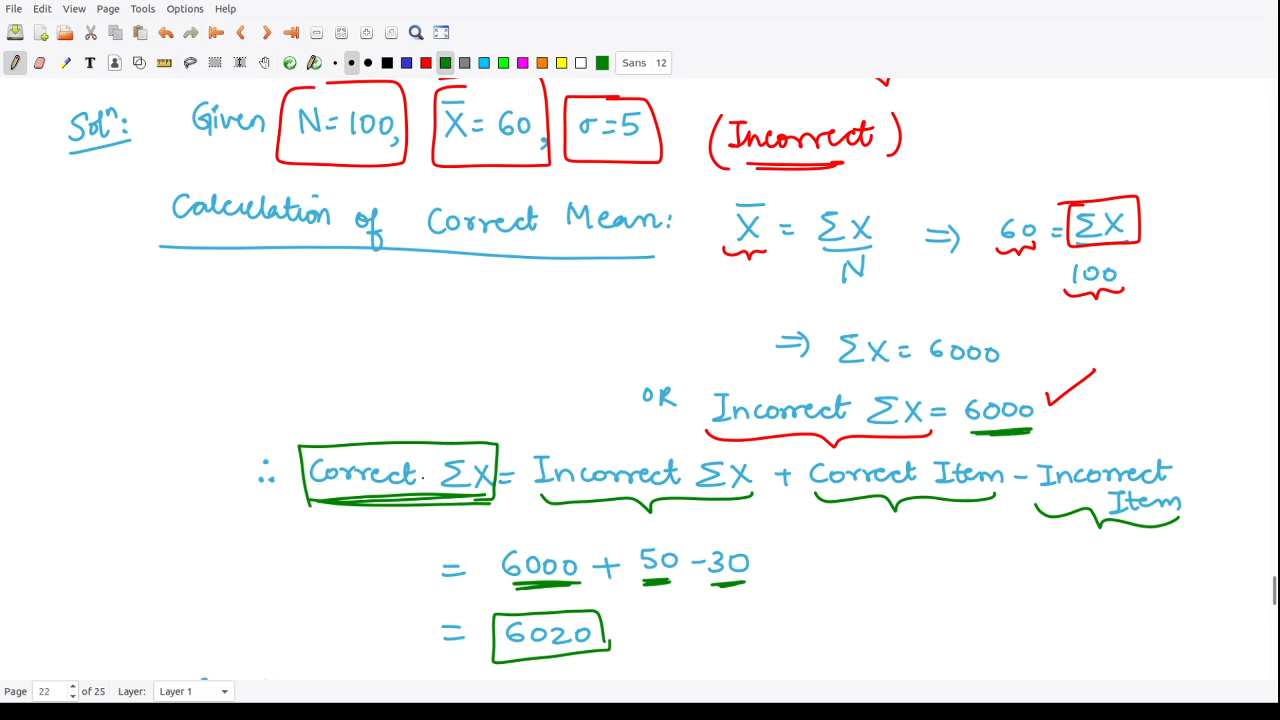 File Edit View Page Tools Options Help
T Sans 12
Solⁿ: Given N=100, X̄=60, σ=5 (Incorrect)
Calculation of Correct Mean: X̄ = ΣX/N ⇒ 60 = ΣX/100
⇒ ΣX = 6000
OR Incorrect ΣX = 6000
∴ Correct. ΣX = Incorrect ΣX + Correct Item - Incorrect
Item
= 6000 + 50 - 30
= 6020
Page 22 of 25 Layer: Layer 1